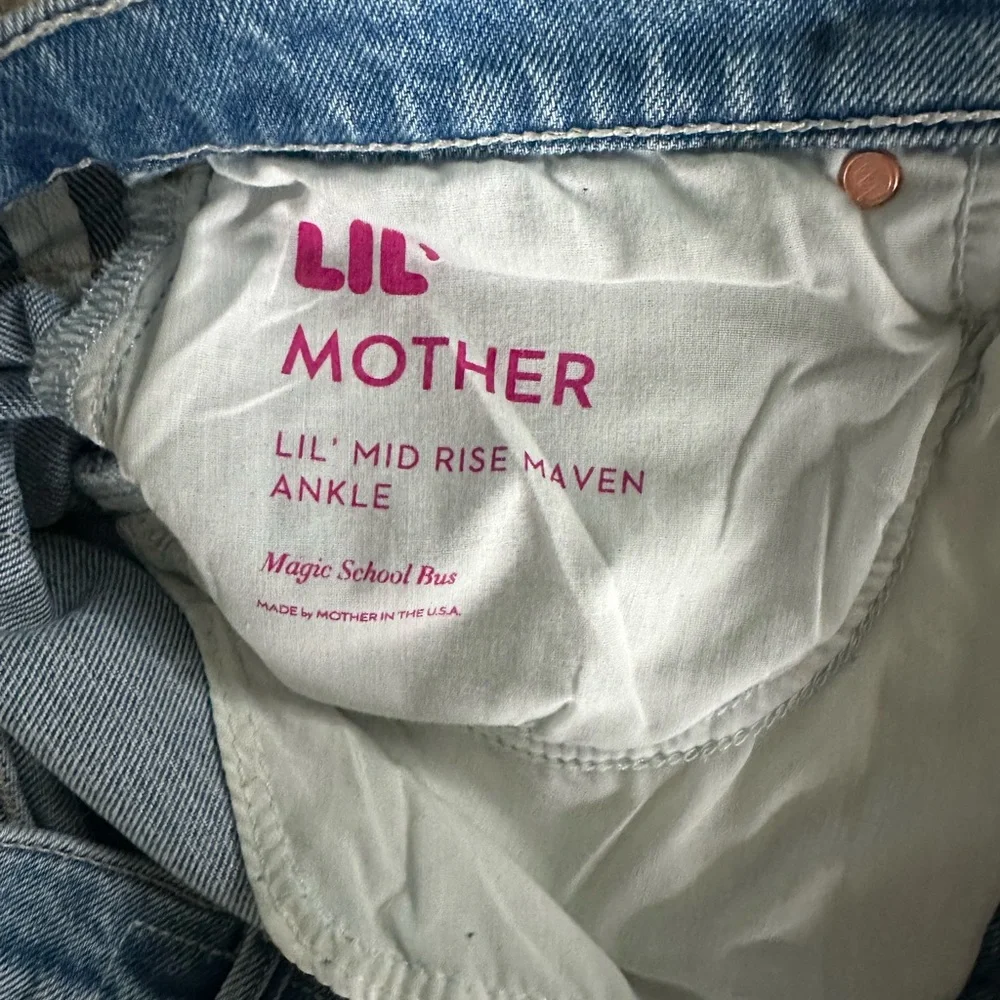 LIL'
MOTHER
LIL' MID RISE MAVEN
ANKLE
Magic School Bus
MADE by MOTHER IN THE U.S.A.